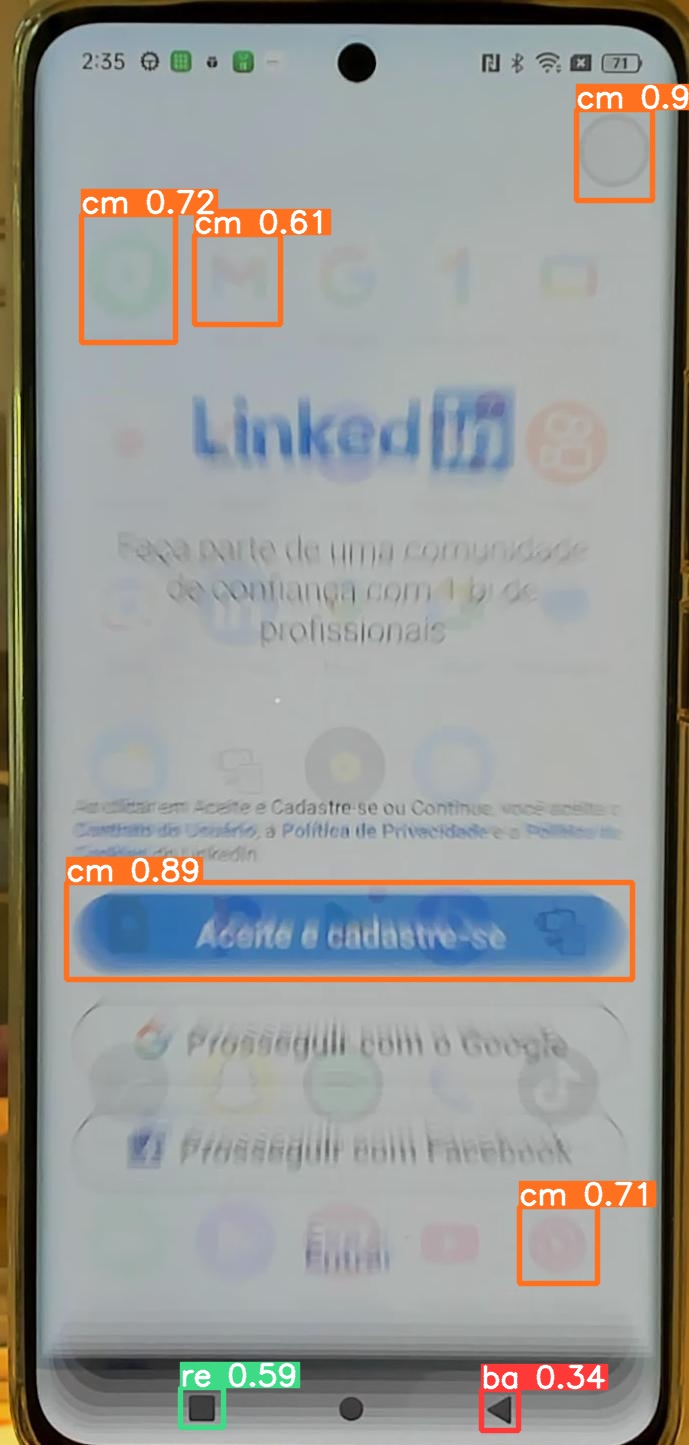 2:35
71
cm 0.9
cm 0.72
cm 0.61
Linked in
Faça parte de uma comunidade
de confiança com 1 bi de
profissionais
Ao clicar em Aceite e Cadastre-se ou Continue, você aceita o
Contrato do Usuário, a Política de Privacidade e a Política de
Cookies do LinkedIn.
cm 0.89
Aceite e cadastre-se
Prosseguir com o Google
Prosseguir com Facebook
cm 0.71
Entrar
re 0.59
ba 0.34